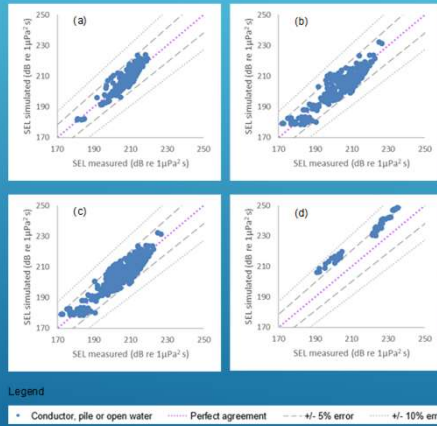 (a)
250
230
210
190
170
170 190 210 230 250
SEL simulated (dB re 1µPa² s)
SEL measured (dB re 1µPa² s)
(b)
250
230
210
190
170
170 190 210 230 250
SEL simulated (dB re 1µPa² s)
SEL measured (dB re 1µPa² s)
(c)
250
230
210
190
170
170 190 210 230 250
SEL simulated (dB re 1µPa² s)
SEL measured (dB re 1µPa² s)
(d)
250
230
210
190
170
170 190 210 230 250
SEL simulated (dB re 1µPa² s)
SEL measured (dB re 1µPa² s)
Legend
Conductor, pile or open water Perfect agreement +/- 5% error +/- 10% err